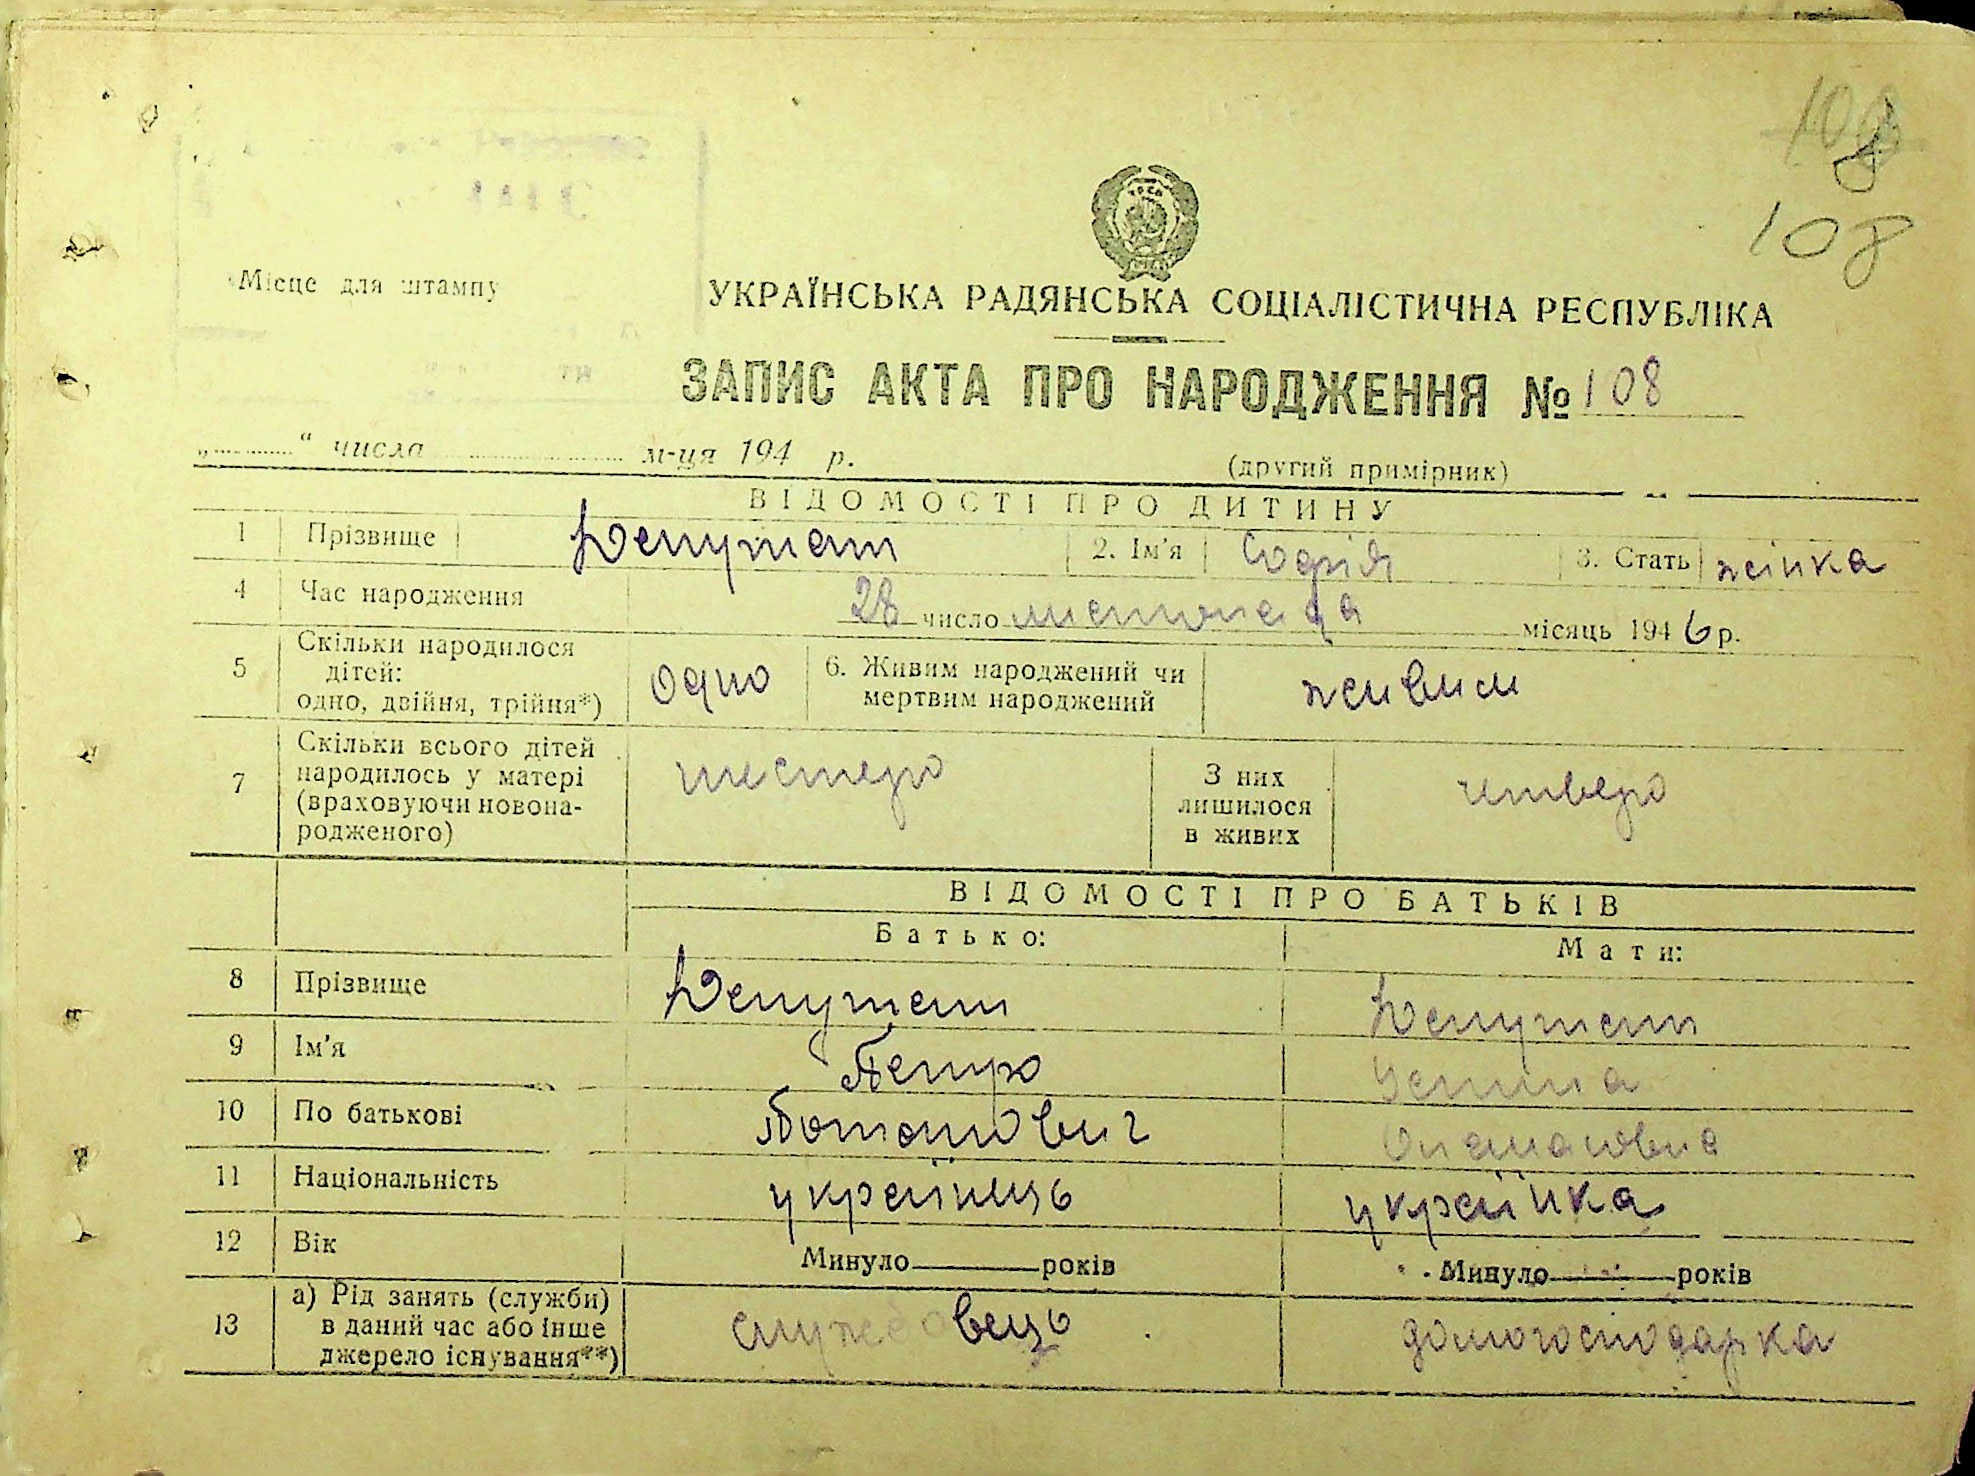 108
108
Місце для штампу
УКРАЇНСЬКА РАДЯНСЬКА СОЦІАЛІСТИЧНА РЕСПУБЛІКА
ЗАПИС АКТА ПРО НАРОДЖЕННЯ № 108
„ “ числа м-ця 194 р.
(другий примірник)
ВІДОМОСТІ ПРО ДИТИНУ
1 Прізвище Депутат 2. Ім’я Софія 3. Стать жінка
4 Час народження 28 число листопада місяць 1946 р.
5 Скільки народилося дітей: одно, двійня, трійня*) одно 6. Живим народжений чи мертвим народжений живим
7 Скільки всього дітей народилось у матері (враховуючи новонародженого) шестеро З них лишилося в живих четверо
ВІДОМОСТІ ПРО БАТЬКІВ
Батько: Мати:
8 Прізвище Депутат Депутат
9 Ім’я Петро
10 По батькові Потапович
11 Національність українець українка
12 Вік Минуло років Минуло років
13 а) Рід занять (служби) в даний час або інше джерело існування**) службовець домогосподарка